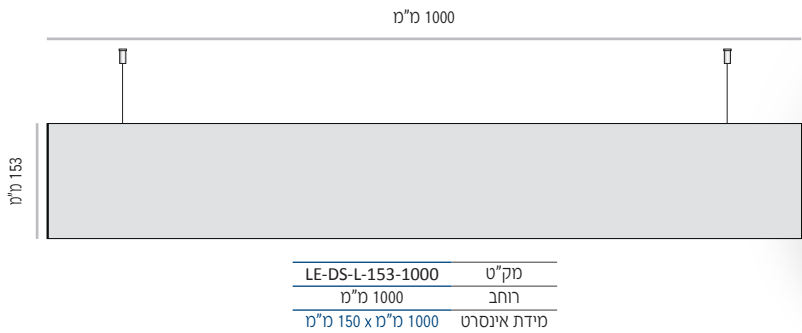 1000 מ"מ
153 מ"מ
מק"ט LE-DS-L-153-1000
רוחב 1000 מ"מ
מידת אינסרט 1000 מ"מ x 150 מ"מ